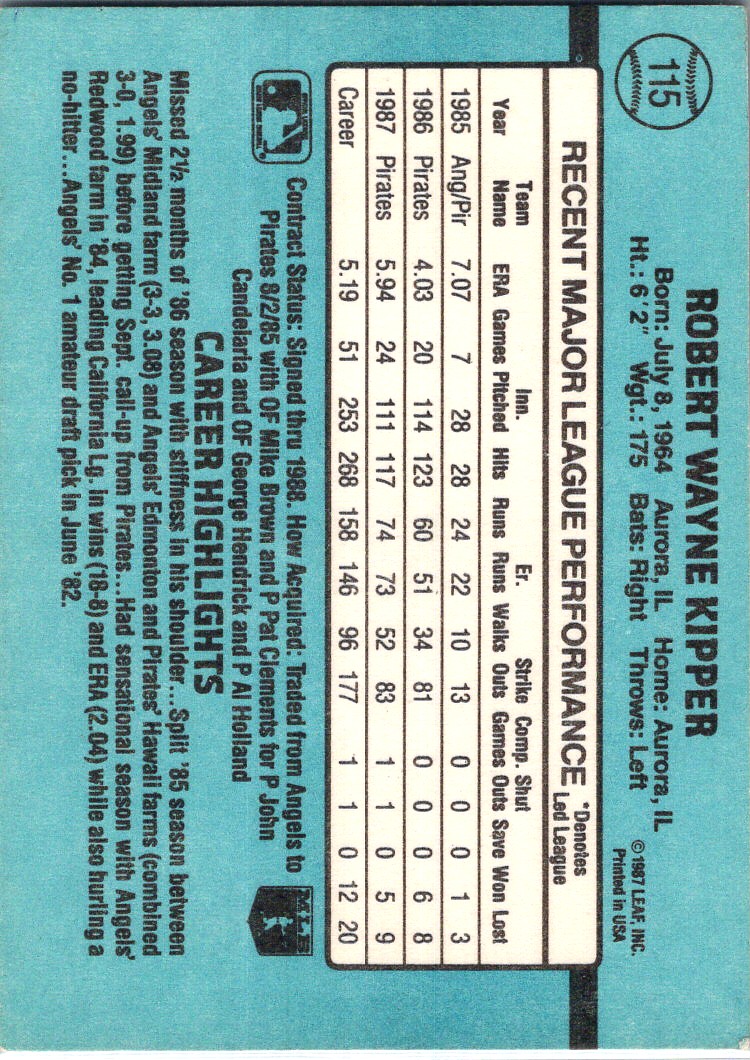 115
ROBERT WAYNE KIPPER
Born: July 8, 1964 Aurora, IL Home: Aurora, IL
Ht.: 6'2" Wgt.: 175 Bats: Right Throws: Left
© 1987 LEAF, INC.
Printed in USA
RECENT MAJOR LEAGUE PERFORMANCE
*Denotes
Led League
Team Inn. Er. Strike Comp. Shut
Year Name ERA Games Pitched Hits Runs Runs Walks Outs Games Outs Save Won Lost
1985 Ang/Pir 7.07 7 28 28 24 22 10 13 0 0 0 1 3
1986 Pirates 4.03 20 114 123 60 51 34 81 0 0 0 6 8
1987 Pirates 5.94 24 111 117 74 73 52 83 1 1 0 5 9
Career 5.19 51 253 268 158 146 96 177 1 1 0 12 20
Contract Status: Signed thru 1988. How Acquired: Traded from Angels to
Pirates 8/2/85 with OF Mike Brown and P Pat Clements for P John
Candelaria and OF George Hendrick and P Al Holland
MLB
CAREER HIGHLIGHTS
Missed 2½ months of '86 season with stiffness in his shoulder...Split '85 season between
Angels' Midland farm (3-3, 3.08) and Angels' Edmonton and Pirates' Hawaii farms (combined
3-0, 1.99) before getting Sept. call-up from Pirates...Had sensational season with Angels'
Redwood farm in '84, leading California Lg. in wins (18-8) and ERA (2.04) while also hurling a
no-hitter...Angels' No. 1 amateur draft pick in June '82.